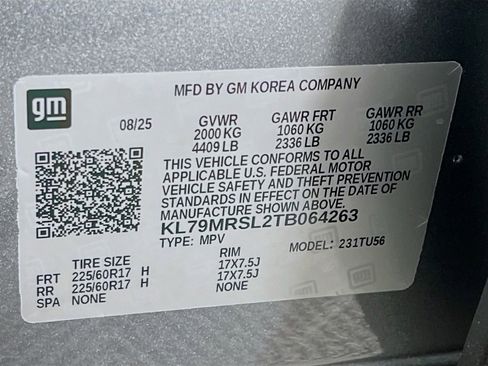 gm
MFD BY GM KOREA COMPANY
08/25 GVWR GAWR FRT GAWR RR
2000 KG 1060 KG 1060 KG
4409 LB 2336 LB 2336 LB
THIS VEHICLE CONFORMS TO ALL
APPLICABLE U.S. FEDERAL MOTOR
VEHICLE SAFETY AND THEFT PREVENTION
STANDARDS IN EFFECT ON THE DATE OF
MANUFACTURE SHOWN ABOVE.
KL79MRSL2TB064263
TYPE: MPV MODEL: 231TU56
TIRE SIZE RIM
FRT 225/60R17 H 17X7.5J
RR 225/60R17 H 17X7.5J
SPA NONE NONE